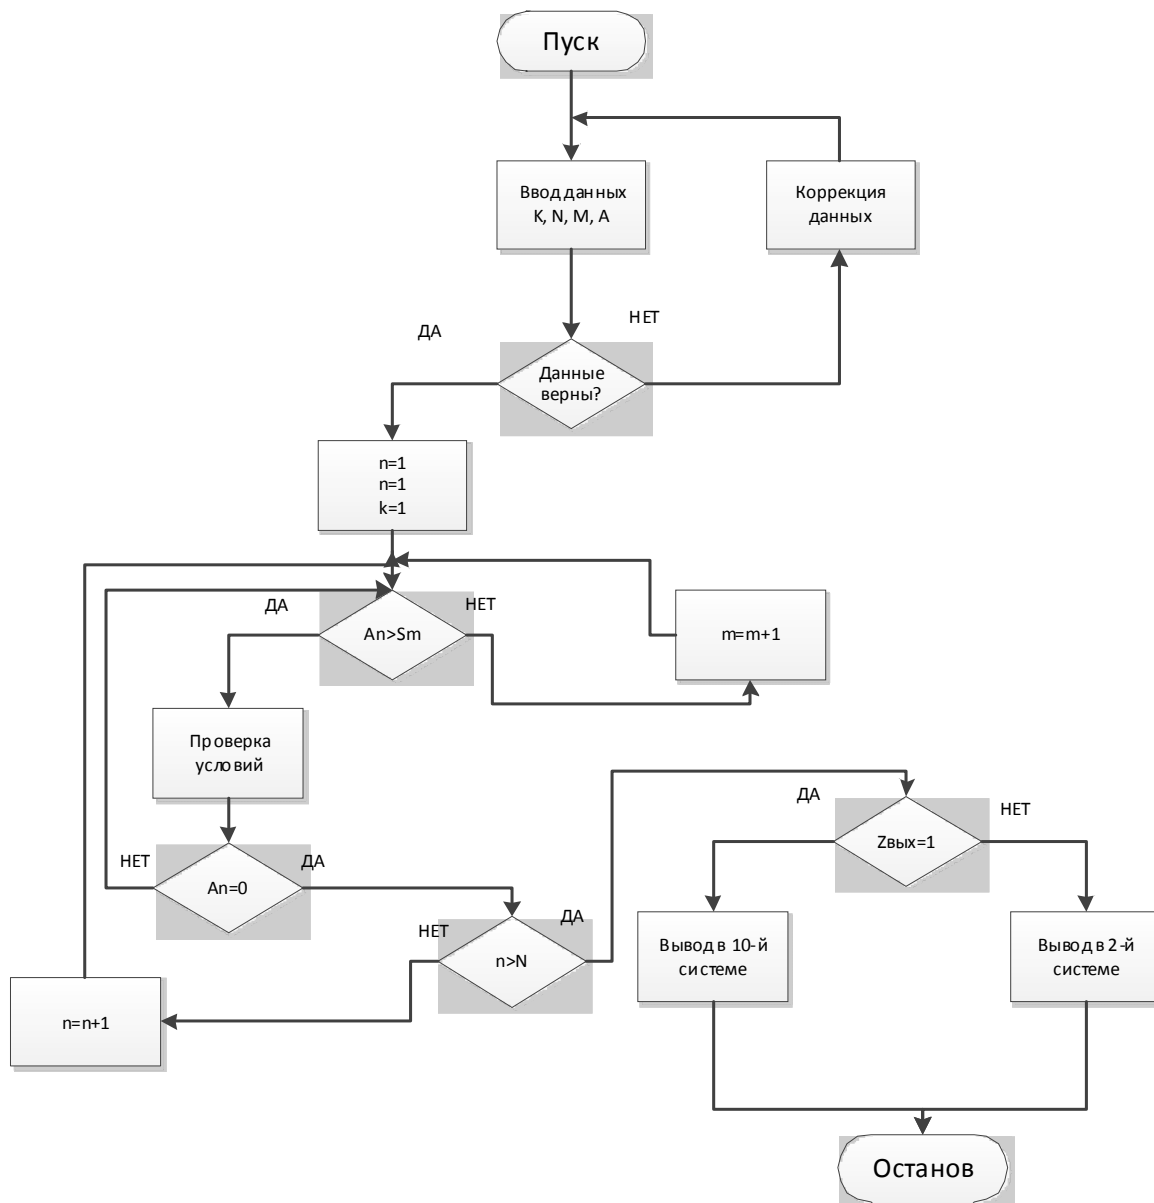 Пуск
Ввод данных
K, N, M, A
Коррекция
данных
ДА
НЕТ
Данные
верны?
n=1
n=1
k=1
ДА
НЕТ
An>Sm
m=m+1
Проверка
условий
НЕТ
ДА
An=0
НЕТ
ДА
n>N
n=n+1
ДА
НЕТ
Zвых=1
Вывод в 10-й
системе
Вывод в 2-й
системе
Останов